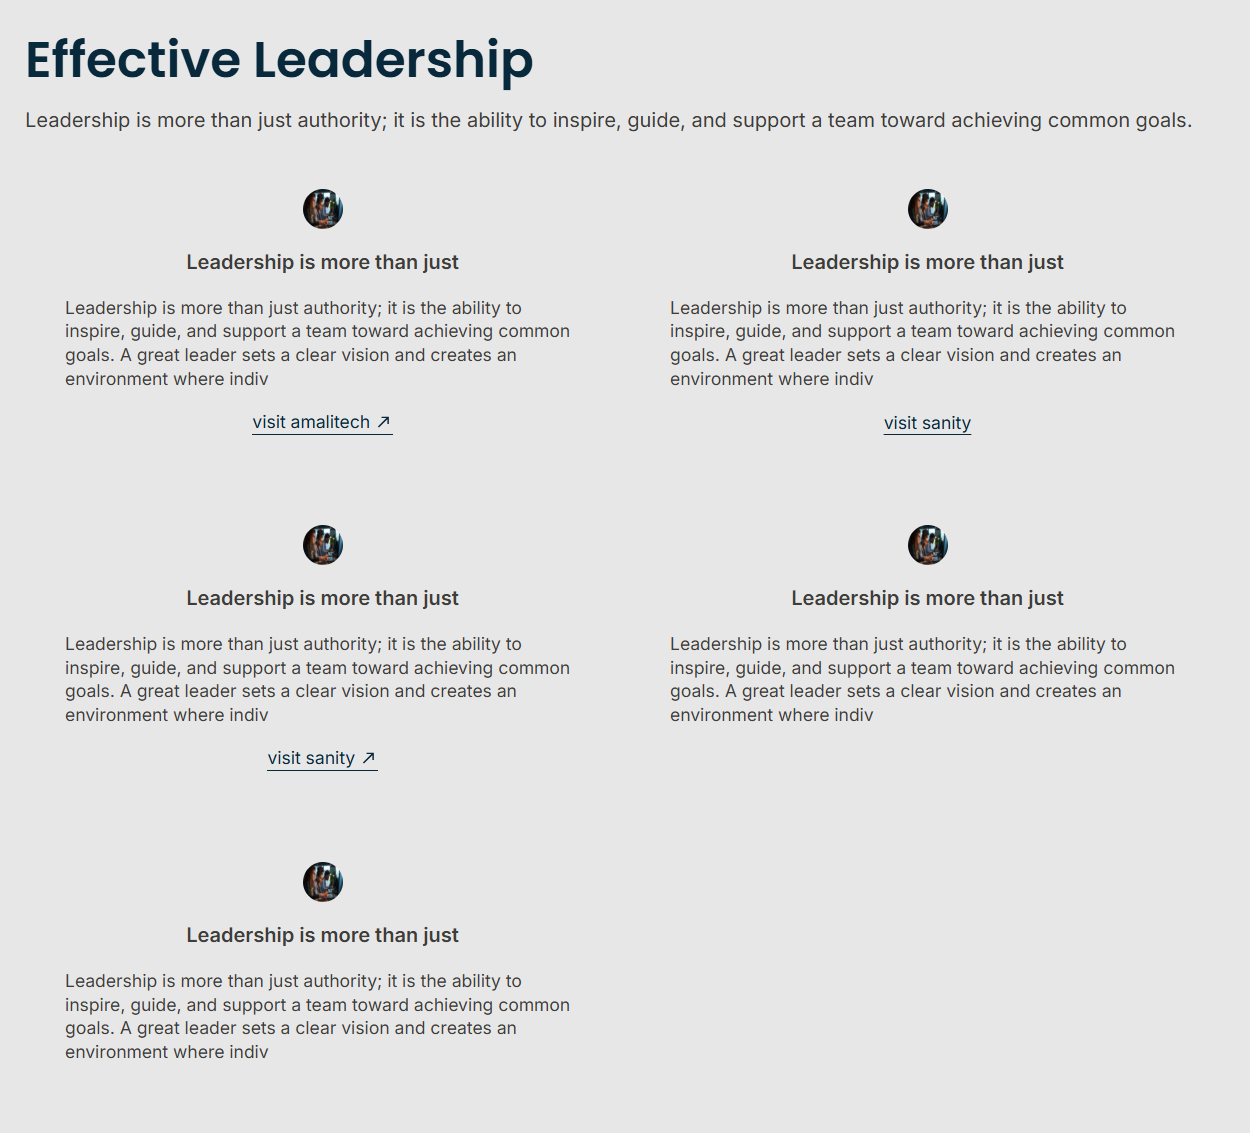 Effective Leadership
Leadership is more than just authority; it is the ability to inspire, guide, and support a team toward achieving common goals.
Leadership is more than just
Leadership is more than just authority; it is the ability to
inspire, guide, and support a team toward achieving common
goals. A great leader sets a clear vision and creates an
environment where indiv
visit amalitech ↗
Leadership is more than just
Leadership is more than just authority; it is the ability to
inspire, guide, and support a team toward achieving common
goals. A great leader sets a clear vision and creates an
environment where indiv
visit sanity
Leadership is more than just
Leadership is more than just authority; it is the ability to
inspire, guide, and support a team toward achieving common
goals. A great leader sets a clear vision and creates an
environment where indiv
visit sanity ↗
Leadership is more than just
Leadership is more than just authority; it is the ability to
inspire, guide, and support a team toward achieving common
goals. A great leader sets a clear vision and creates an
environment where indiv
Leadership is more than just
Leadership is more than just authority; it is the ability to
inspire, guide, and support a team toward achieving common
goals. A great leader sets a clear vision and creates an
environment where indiv